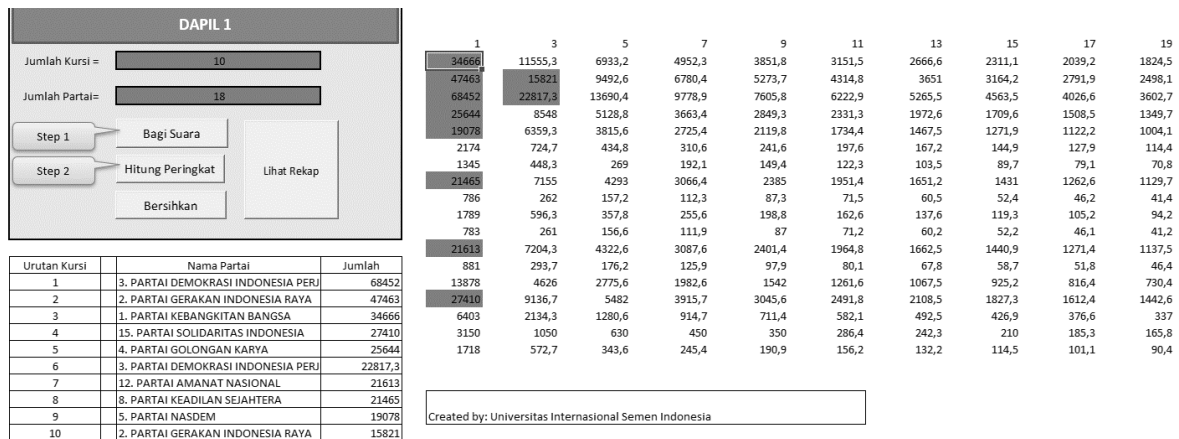 DAPIL 1
Jumlah Kursi = 10
Jumlah Partai= 18
Step 1 Bagi Suara
Step 2 Hitung Peringkat Lihat Rekap
Bersihkan
Urutan Kursi Nama Partai Jumlah
1 3. PARTAI DEMOKRASI INDONESIA PERJ 68452
2 2. PARTAI GERAKAN INDONESIA RAYA 47463
3 1. PARTAI KEBANGKITAN BANGSA 34666
4 15. PARTAI SOLIDARITAS INDONESIA 27410
5 4. PARTAI GOLONGAN KARYA 25644
6 3. PARTAI DEMOKRASI INDONESIA PERJ 22817,3
7 12. PARTAI AMANAT NASIONAL 21613
8 8. PARTAI KEADILAN SEJAHTERA 21465
9 5. PARTAI NASDEM 19078
10 2. PARTAI GERAKAN INDONESIA RAYA 15821
1 3 5 7 9 11 13 15 17 19
34666 11555,3 6933,2 4952,3 3851,8 3151,5 2666,6 2311,1 2039,2 1824,5
47463 15821 9492,6 6780,4 5273,7 4314,8 3651 3164,2 2791,9 2498,1
68452 22817,3 13690,4 9778,9 7605,8 6222,9 5265,5 4563,5 4026,6 3602,7
25644 8548 5128,8 3663,4 2849,3 2331,3 1972,6 1709,6 1508,5 1349,7
19078 6359,3 3815,6 2725,4 2119,8 1734,4 1467,5 1271,9 1122,2 1004,1
2174 724,7 434,8 310,6 241,6 197,6 167,2 144,9 127,9 114,4
1345 448,3 269 192,1 149,4 122,3 103,5 89,7 79,1 70,8
21465 7155 4293 3066,4 2385 1951,4 1651,2 1431 1262,6 1129,7
786 262 157,2 112,3 87,3 71,5 60,5 52,4 46,2 41,4
1789 596,3 357,8 255,6 198,8 162,6 137,6 119,3 105,2 94,2
783 261 156,6 111,9 87 71,2 60,2 52,2 46,1 41,2
21613 7204,3 4322,6 3087,6 2401,4 1964,8 1662,5 1440,9 1271,4 1137,5
881 293,7 176,2 125,9 97,9 80,1 67,8 58,7 51,8 46,4
13878 4626 2775,6 1982,6 1542 1261,6 1067,5 925,2 816,4 730,4
27410 9136,7 5482 3915,7 3045,6 2491,8 2108,5 1827,3 1612,4 1442,6
6403 2134,3 1280,6 914,7 711,4 582,1 492,5 426,9 376,6 337
3150 1050 630 450 350 286,4 242,3 210 185,3 165,8
1718 572,7 343,6 245,4 190,9 156,2 132,2 114,5 101,1 90,4
Created by: Universitas Internasional Semen Indonesia